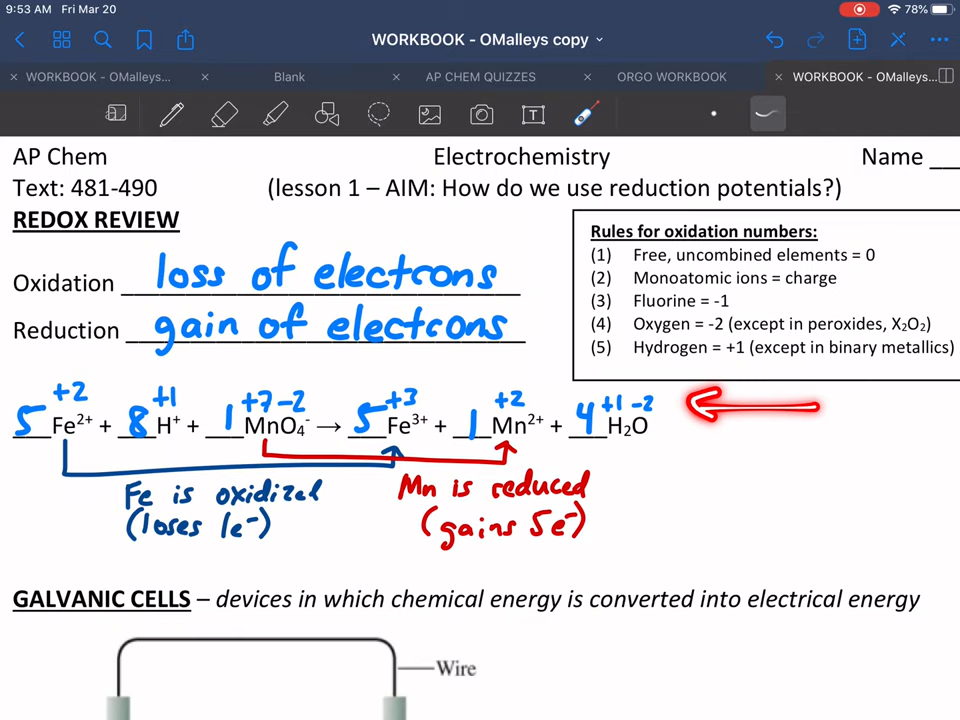 9:53 AM Fri Mar 20
78%
WORKBOOK - OMalleys copy
WORKBOOK - OMalleys...
Blank
AP CHEM QUIZZES
ORGO WORKBOOK
WORKBOOK - OMalleys...
AP Chem Electrochemistry Name ___
Text: 481-490 (lesson 1 – AIM: How do we use reduction potentials?)
REDOX REVIEW
Rules for oxidation numbers:
(1) Free, uncombined elements = 0
(2) Monoatomic ions = charge
(3) Fluorine = -1
(4) Oxygen = -2 (except in peroxides, X₂O₂)
(5) Hydrogen = +1 (except in binary metallics)
Oxidation loss of electrons
Reduction gain of electrons
+2 +1 +7 -2 +3 +2 +1 -2
5 Fe²⁺ + 8 H⁺ + 1 MnO₄⁻ → 5 Fe³⁺ + 1 Mn²⁺ + 4 H₂O
Fe is oxidized
(loses 1e⁻)
Mn is reduced
(gains 5e⁻)
GALVANIC CELLS – devices in which chemical energy is converted into electrical energy
Wire